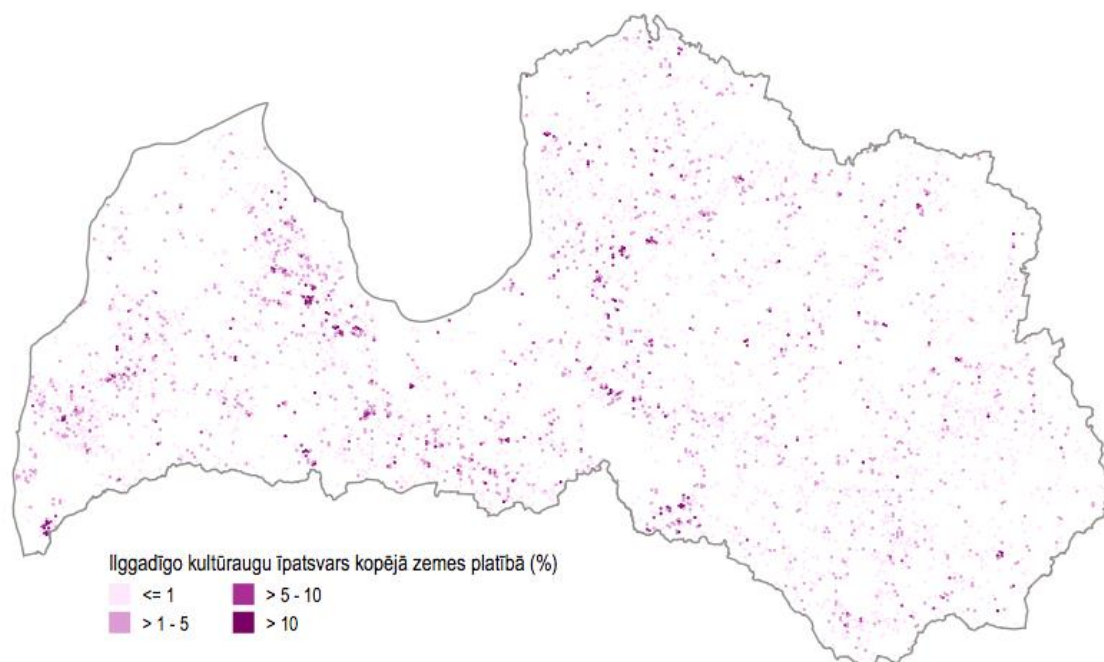 Ilggadīgo kultūraugu īpatsvars kopējā zemes platībā (%)
<= 1
> 5 - 10
> 1 - 5
> 10